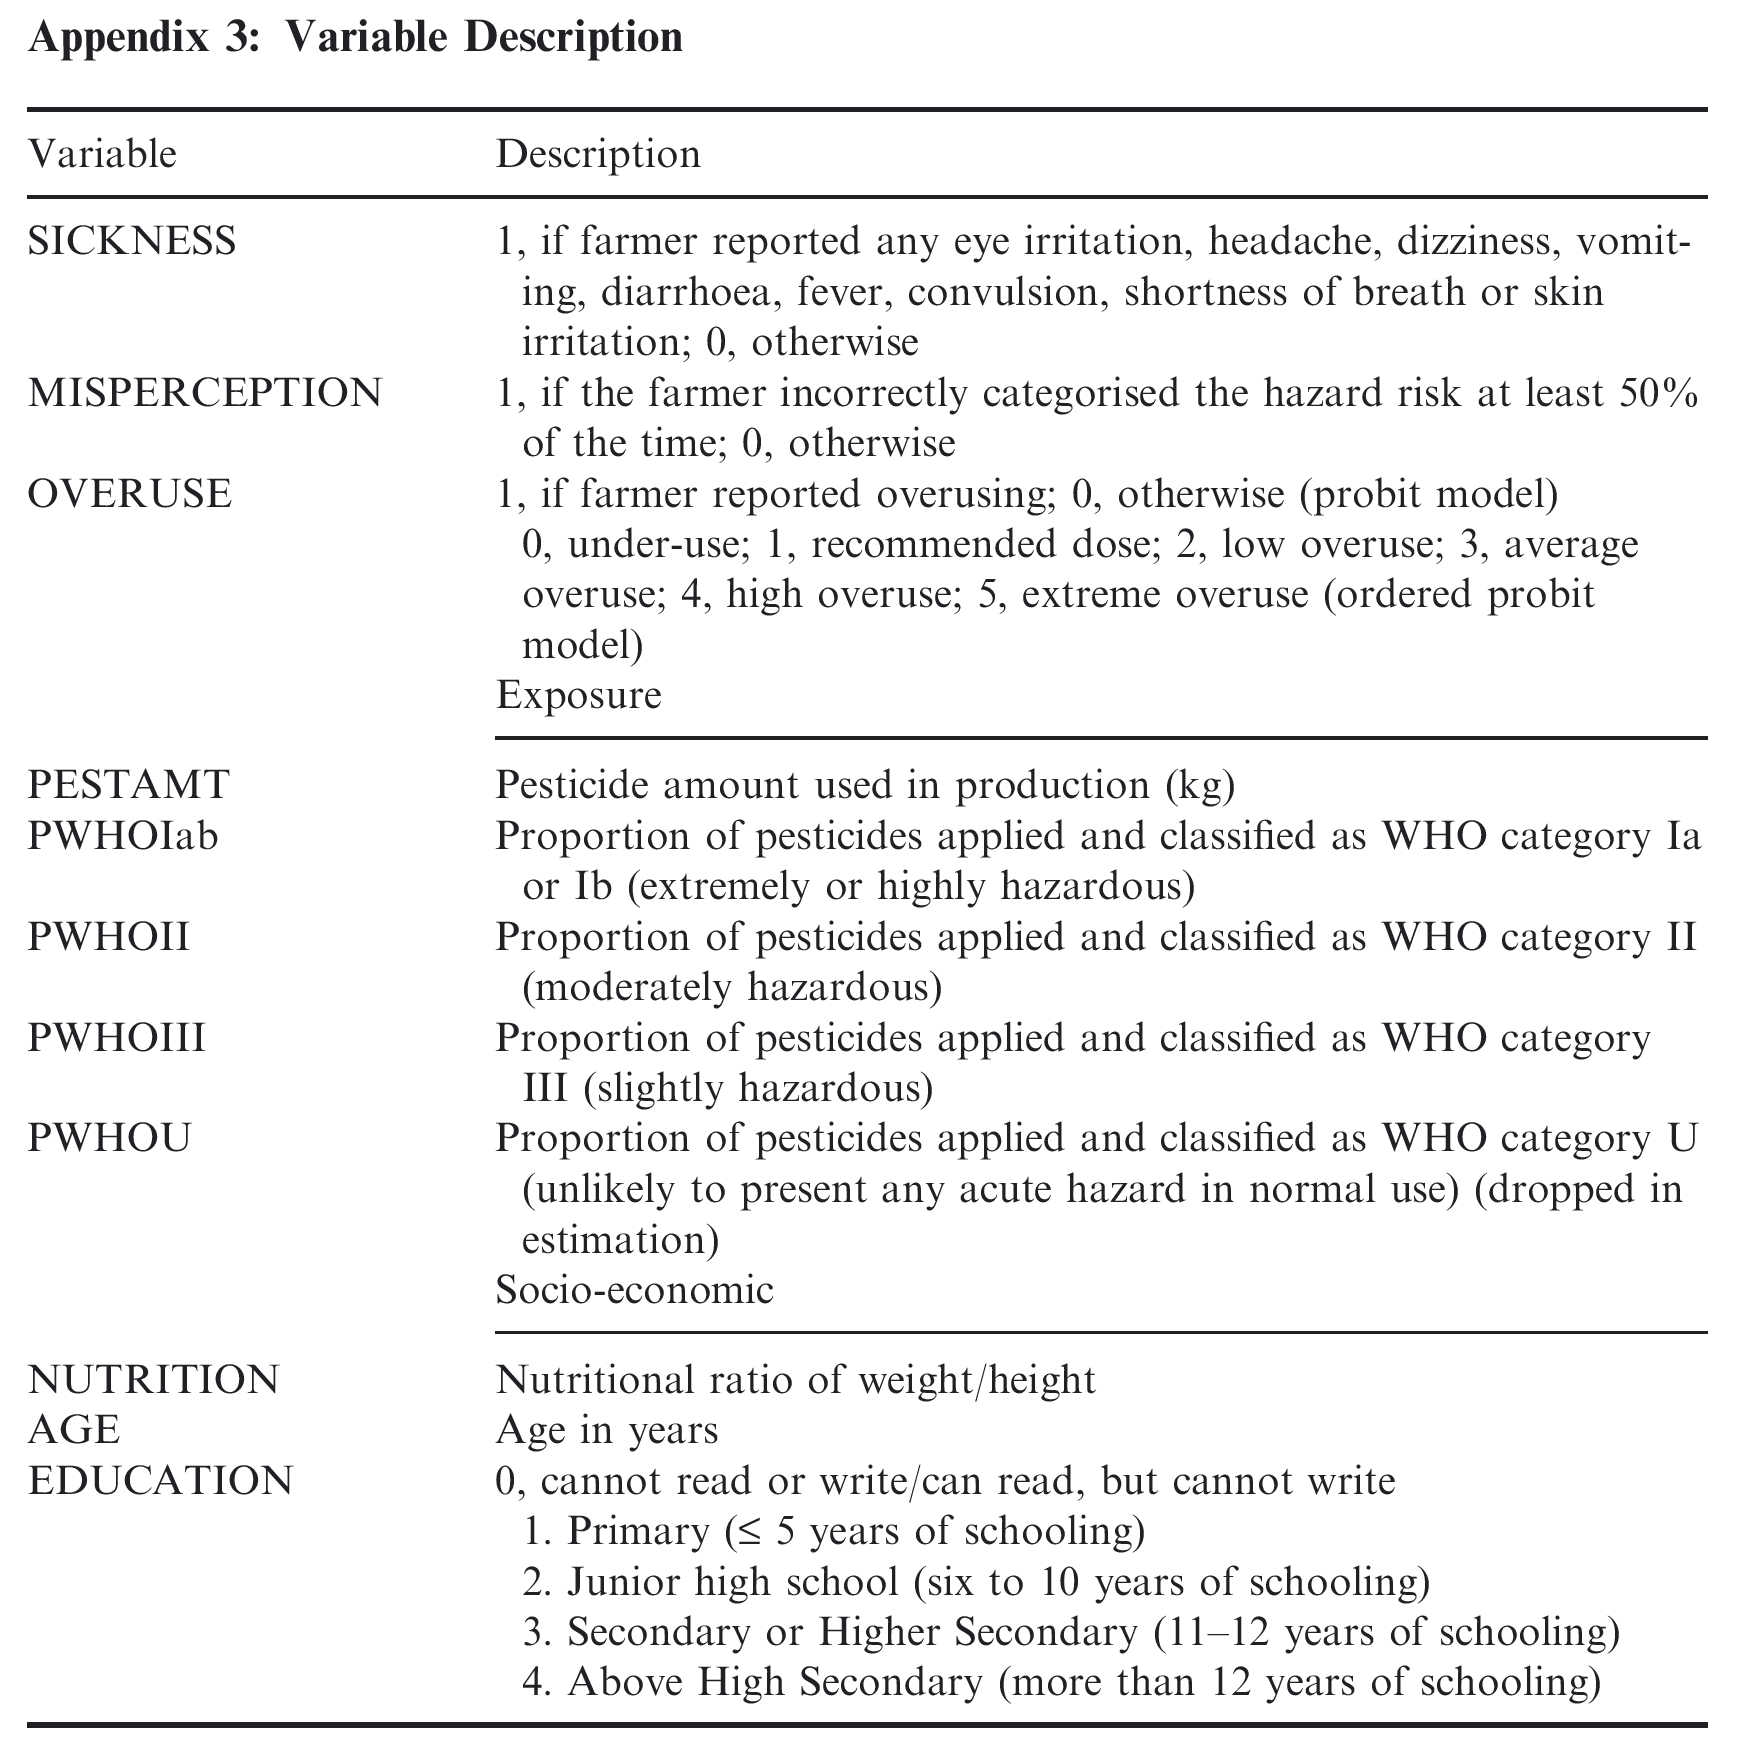 Appendix 3: Variable Description
Variable Description
SICKNESS 1, if farmer reported any eye irritation, headache, dizziness, vomit-
ing, diarrhoea, fever, convulsion, shortness of breath or skin
irritation; 0, otherwise
MISPERCEPTION 1, if the farmer incorrectly categorised the hazard risk at least 50%
of the time; 0, otherwise
OVERUSE 1, if farmer reported overusing; 0, otherwise (probit model)
0, under-use; 1, recommended dose; 2, low overuse; 3, average
overuse; 4, high overuse; 5, extreme overuse (ordered probit
model)
Exposure
PESTAMT Pesticide amount used in production (kg)
PWHOIab Proportion of pesticides applied and classified as WHO category Ia
or Ib (extremely or highly hazardous)
PWHOII Proportion of pesticides applied and classified as WHO category II
(moderately hazardous)
PWHOIII Proportion of pesticides applied and classified as WHO category
III (slightly hazardous)
PWHOU Proportion of pesticides applied and classified as WHO category U
(unlikely to present any acute hazard in normal use) (dropped in
estimation)
Socio-economic
NUTRITION Nutritional ratio of weight/height
AGE Age in years
EDUCATION 0, cannot read or write/can read, but cannot write
1. Primary (≤ 5 years of schooling)
2. Junior high school (six to 10 years of schooling)
3. Secondary or Higher Secondary (11–12 years of schooling)
4. Above High Secondary (more than 12 years of schooling)